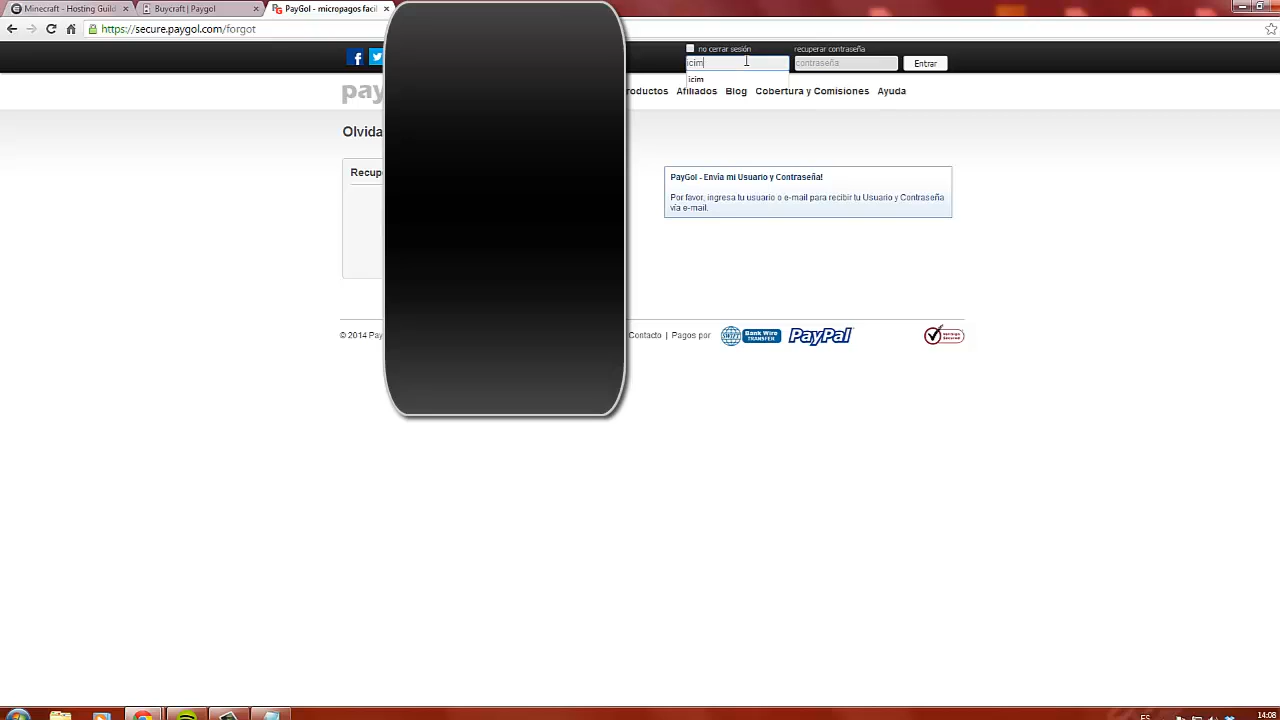 Minecraft - Hosting Guild
Buycraft | Paygol
PayGol - micropagos facil
https://secure.paygol.com/forgot
no cerrar sesión
recuperar contraseña
icim
contraseña
Entrar
icim
pay
roductos
Afiliados
Blog
Cobertura y Comisiones
Ayuda
Olvida
Recupe
PayGol - Envia mi Usuario y Contraseña!
Por favor, ingresa tu usuario o e-mail para recibir tu Usuario y Contraseña
vía e-mail.
© 2014 Pay
Contacto | Pagos por
Bank Wire
TRANSFER
PayPal
ES
14:08